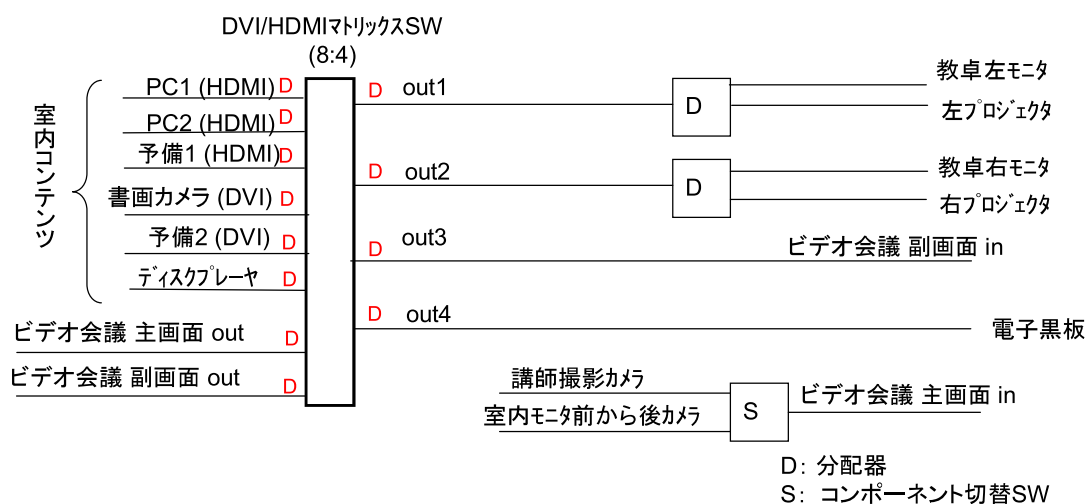 DVI/HDMIマトリックスSW
(8:4)
室内コンテンツ
PC1 (HDMI) D
PC2 (HDMI) D
予備1 (HDMI) D
書画カメラ (DVI) D
予備2 (DVI) D
ディスクプレーヤ D
ビデオ会議 主画面 out D
ビデオ会議 副画面 out D
D out1
D
教卓左モニタ
左プロジェクタ
D out2
D
教卓右モニタ
右プロジェクタ
D out3
ビデオ会議 副画面 in
D out4
電子黒板
講師撮影カメラ
室内モニタ前から後カメラ
S
ビデオ会議 主画面 in
D: 分配器
S: コンポーネント切替SW